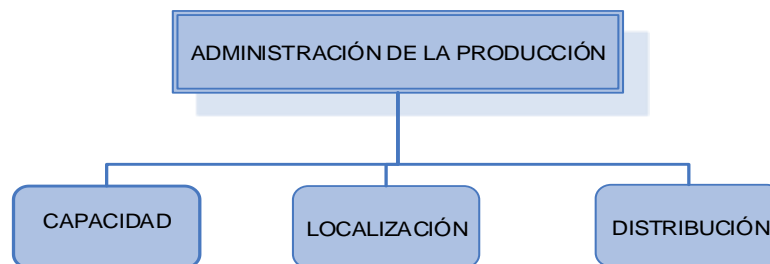 ADMINISTRACIÓN DE LA PRODUCCIÓN
CAPACIDAD
LOCALIZACIÓN
DISTRIBUCIÓN